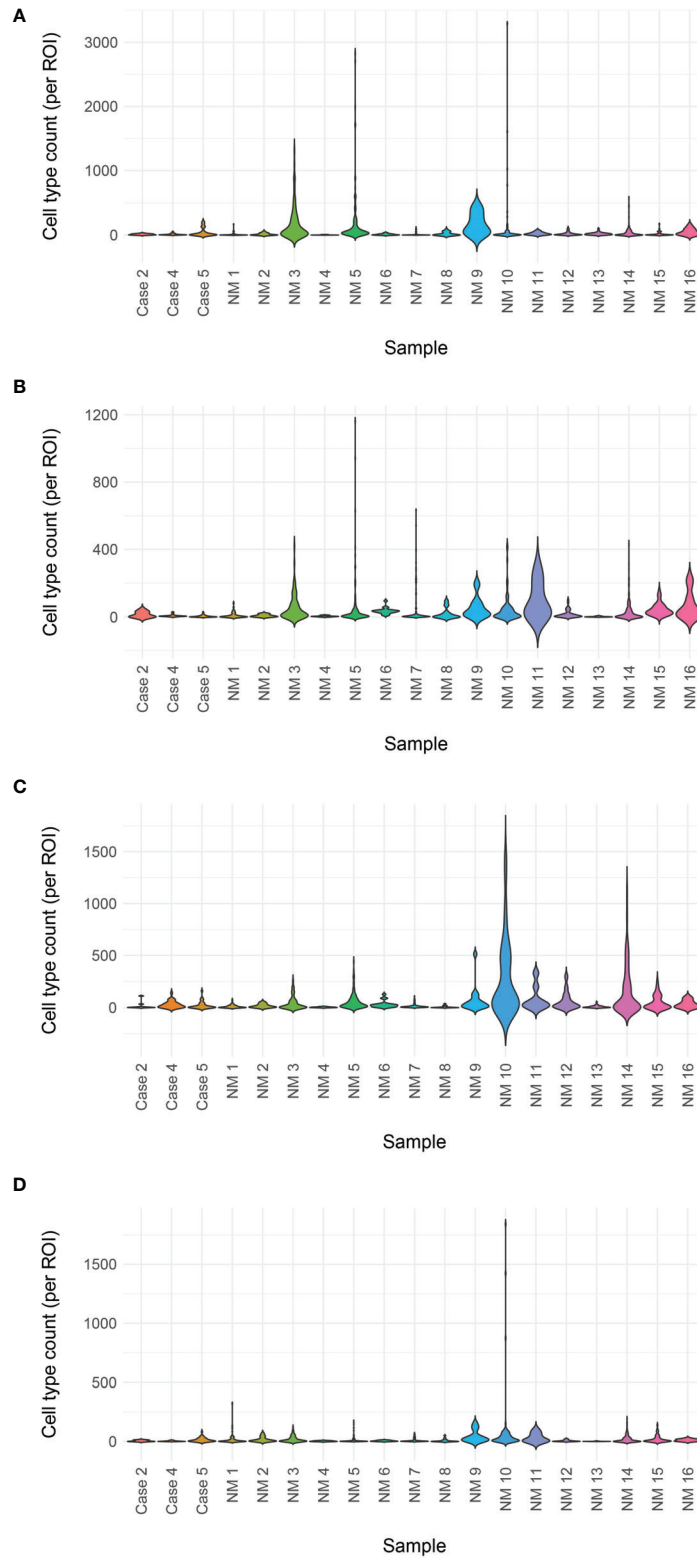 A
Cell type count (per ROI)
3000
2000
1000
0
Case 2
Case 4
Case 5
NM 1
NM 2
NM 3
NM 4
NM 5
NM 6
NM 7
NM 8
NM 9
NM 10
NM 11
NM 12
NM 13
NM 14
NM 15
NM 16
Sample
B
Cell type count (per ROI)
1200
800
400
0
Case 2
Case 4
Case 5
NM 1
NM 2
NM 3
NM 4
NM 5
NM 6
NM 7
NM 8
NM 9
NM 10
NM 11
NM 12
NM 13
NM 14
NM 15
NM 16
Sample
C
Cell type count (per ROI)
1500
1000
500
0
Case 2
Case 4
Case 5
NM 1
NM 2
NM 3
NM 4
NM 5
NM 6
NM 7
NM 8
NM 9
NM 10
NM 11
NM 12
NM 13
NM 14
NM 15
NM 16
Sample
D
Cell type count (per ROI)
1500
1000
500
0
Case 2
Case 4
Case 5
NM 1
NM 2
NM 3
NM 4
NM 5
NM 6
NM 7
NM 8
NM 9
NM 10
NM 11
NM 12
NM 13
NM 14
NM 15
NM 16
Sample